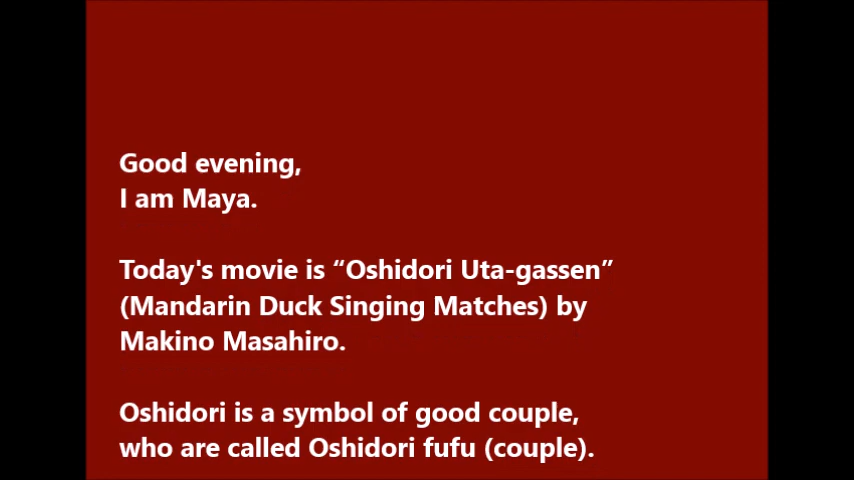 Good evening,
I am Maya.
Today's movie is “Oshidori Uta-gassen”
(Mandarin Duck Singing Matches) by
Makino Masahiro.
Oshidori is a symbol of good couple,
who are called Oshidori fufu (couple).